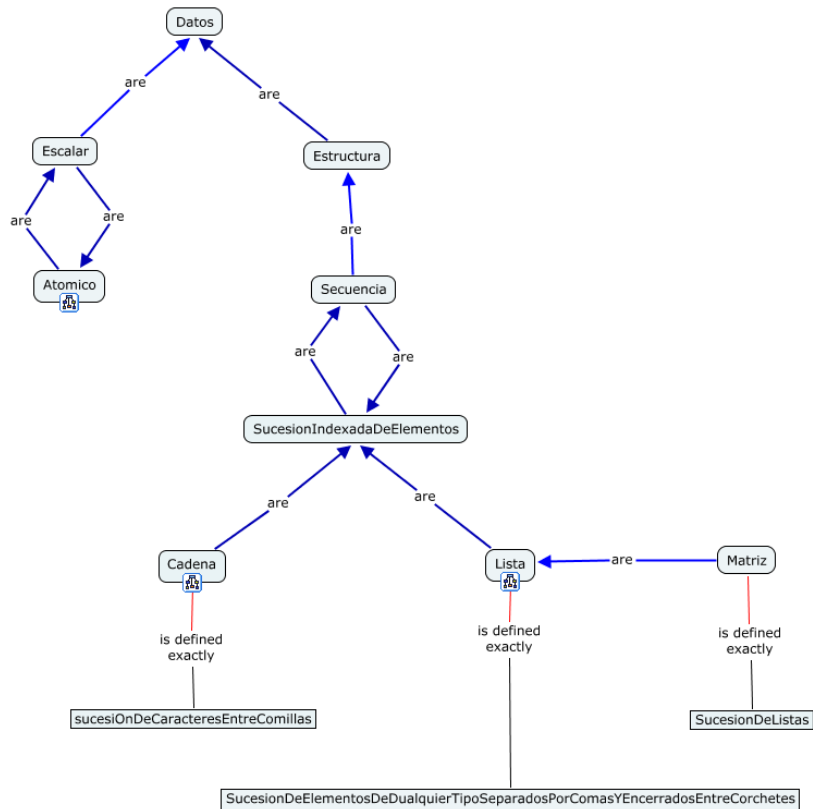 Datos
are
are
Escalar
Estructura
are
are
are
Atomico
Secuencia
are
are
SucesionIndexadaDeElementos
are
are
Cadena
Lista
are
Matriz
is defined
exactly
is defined
exactly
is defined
exactly
sucesiOnDeCaracteresEntreComillas
SucesionDeListas
SucesionDeElementosDeDualquierTipoSeparadosPorComasYEncerradosEntreCorchetes